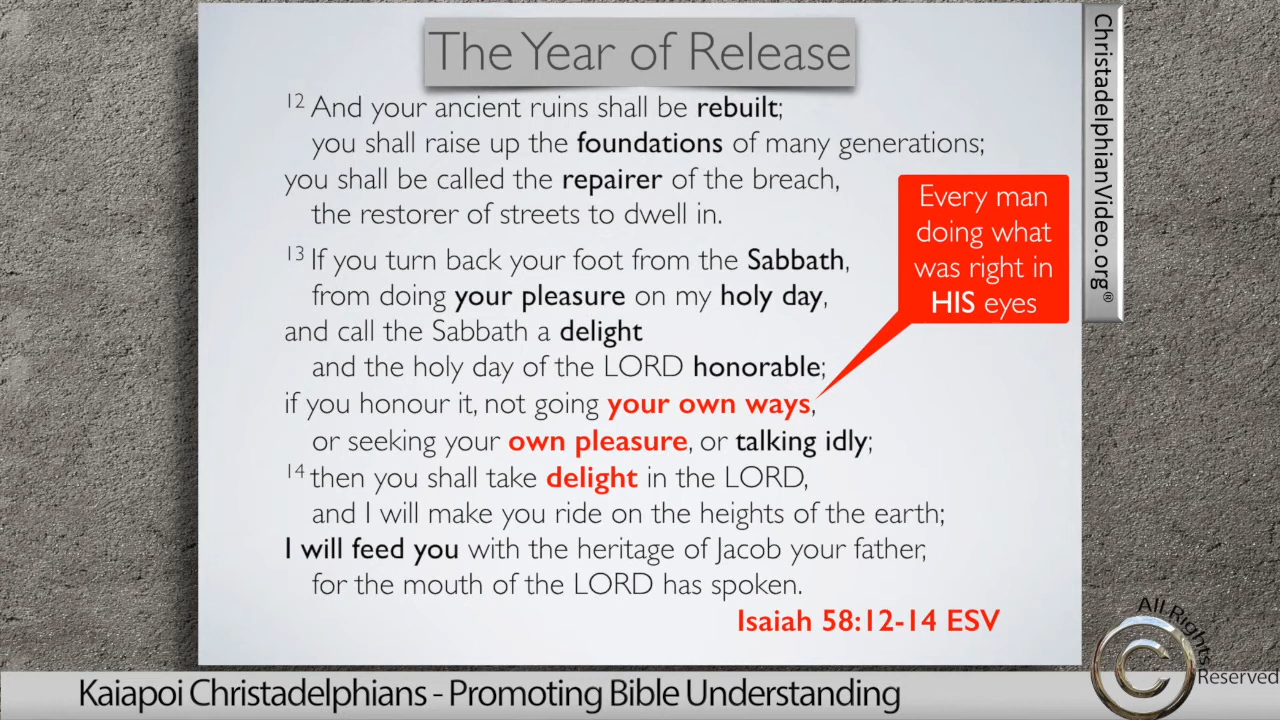 The Year of Release
12 And your ancient ruins shall be rebuilt;
you shall raise up the foundations of many generations;
you shall be called the repairer of the breach,
the restorer of streets to dwell in.
13 If you turn back your foot from the Sabbath,
from doing your pleasure on my holy day,
and call the Sabbath a delight
and the holy day of the LORD honorable;
if you honour it, not going your own ways,
or seeking your own pleasure, or talking idly;
14 then you shall take delight in the LORD,
and I will make you ride on the heights of the earth;
I will feed you with the heritage of Jacob your father,
for the mouth of the LORD has spoken.
Isaiah 58:12-14 ESV
Every man
doing what
was right in
HIS eyes
ChristadelphianVideo.org®
All Rights
Reserved
C
Kaiapoi Christadelphians - Promoting Bible Understanding